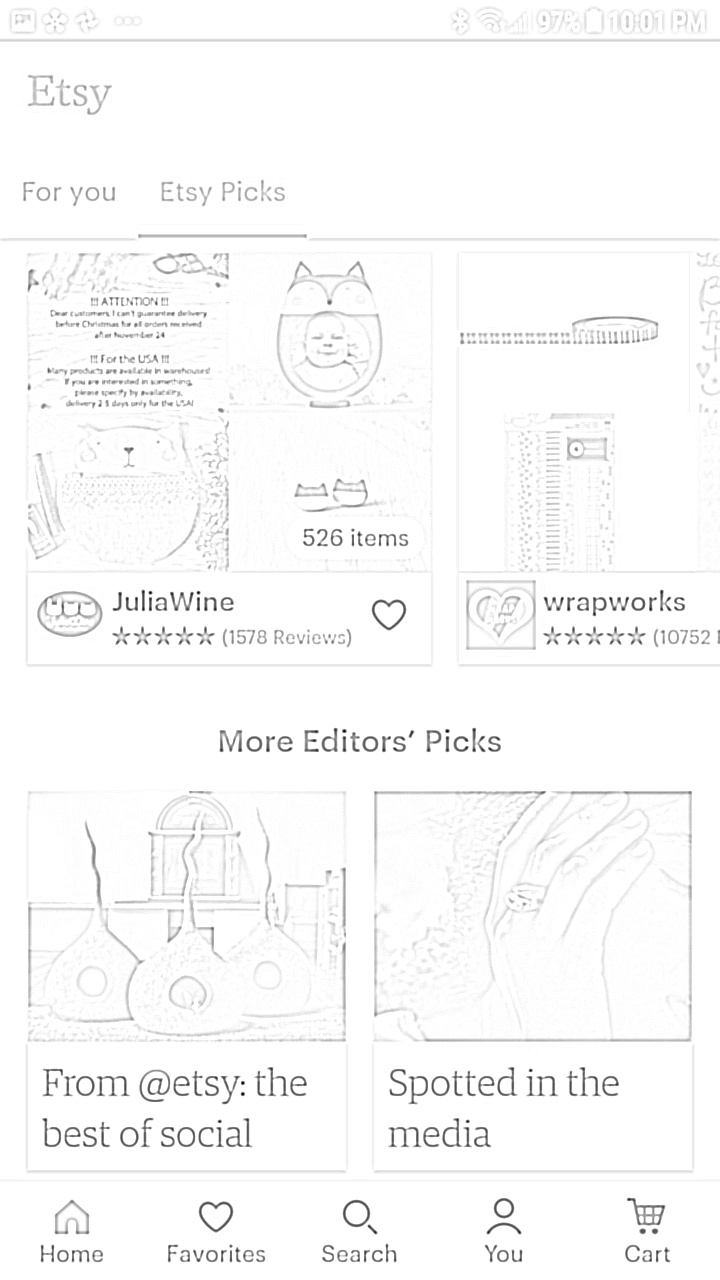 97% 10:01 PM
Etsy
For you
Etsy Picks
!!! ATTENTION !!!
Dear customers, I can't guarantee delivery
before Christmas for all orders received
after November 24
!!! For the USA !!!
Many products are available in warehouses!
If you are interested in something,
please specify by availability,
delivery 2-3 days only for the USA!
526 items
JuliaWine
(1578 Reviews)
wrapworks
(10752
More Editors' Picks
From @etsy: the
best of social
Spotted in the
media
Home
Favorites
Search
You
Cart